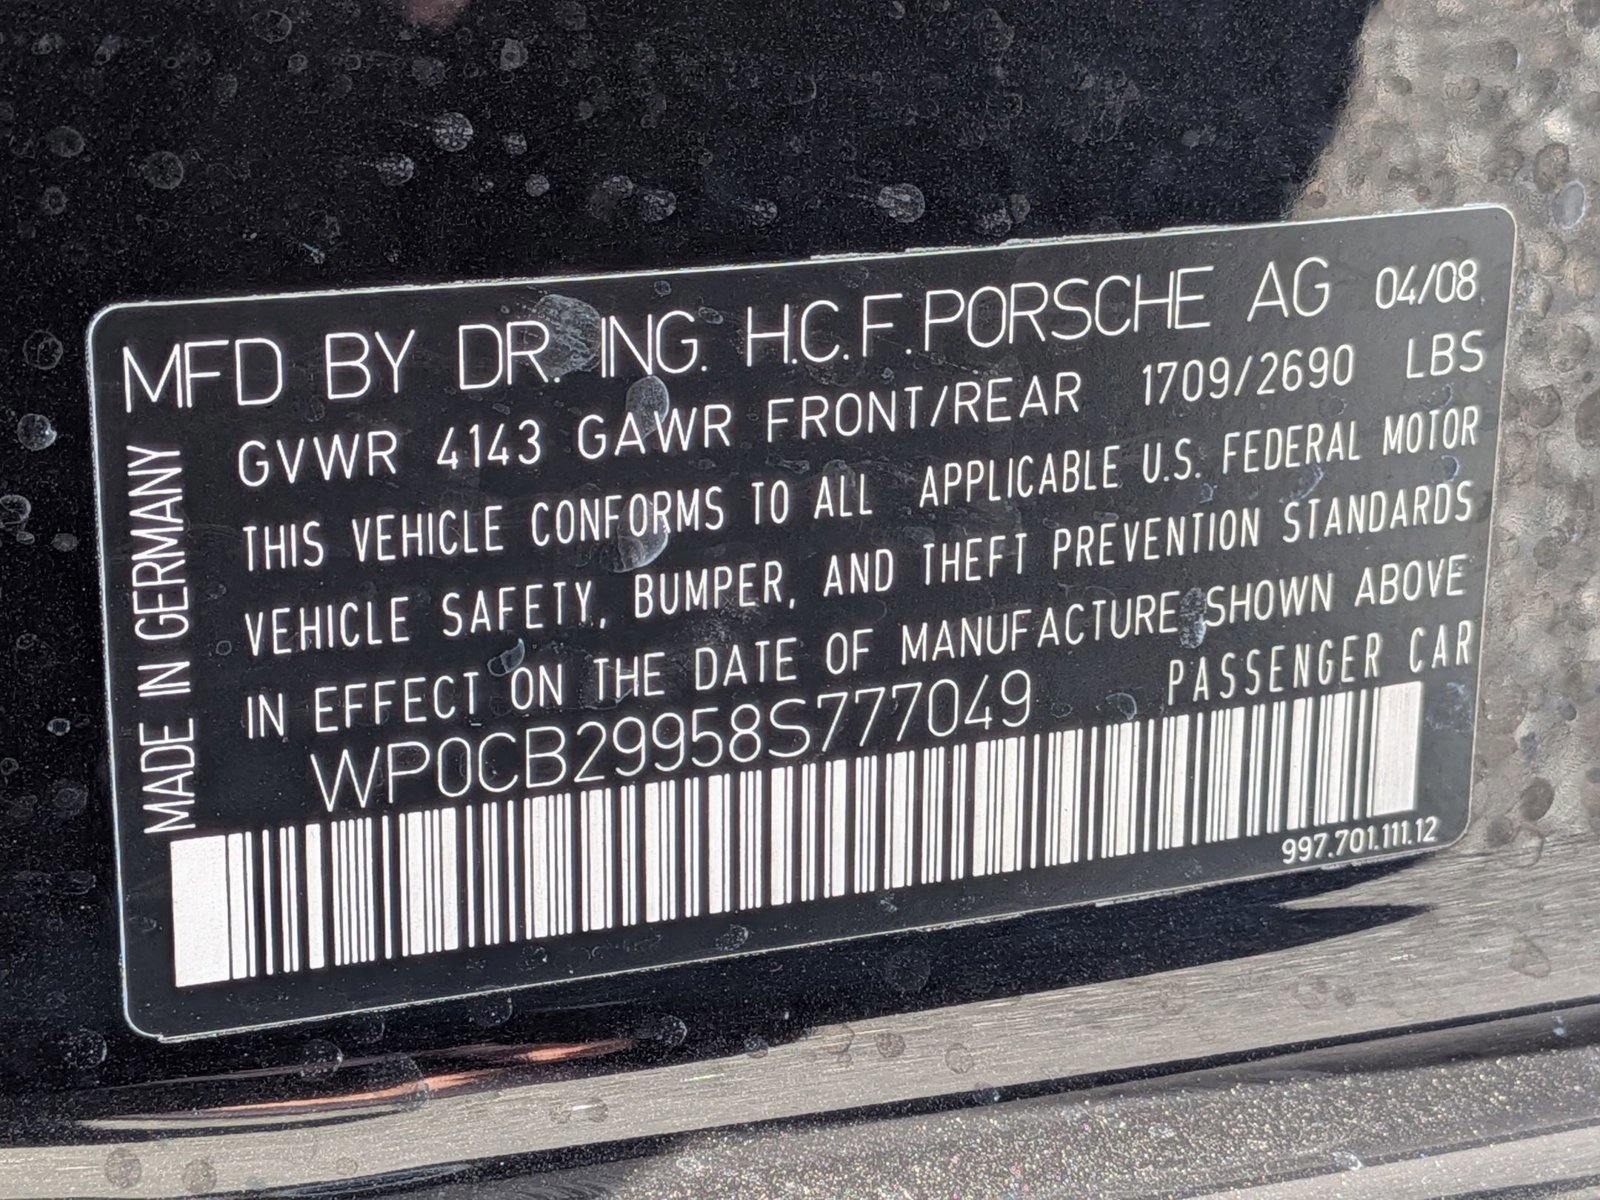 MFD BY DR. ING. H.C. F. PORSCHE AG 04/08
GVWR 4143 GAWR FRONT/REAR 1709/2690 LBS
THIS VEHICLE CONFORMS TO ALL APPLICABLE U.S. FEDERAL MOTOR
VEHICLE SAFETY, BUMPER, AND THEFT PREVENTION STANDARDS
IN EFFECT ON THE DATE OF MANUFACTURE SHOWN ABOVE
WP0CB29958S777049 PASSENGER CAR
997.701.111.12
MADE IN GERMANY